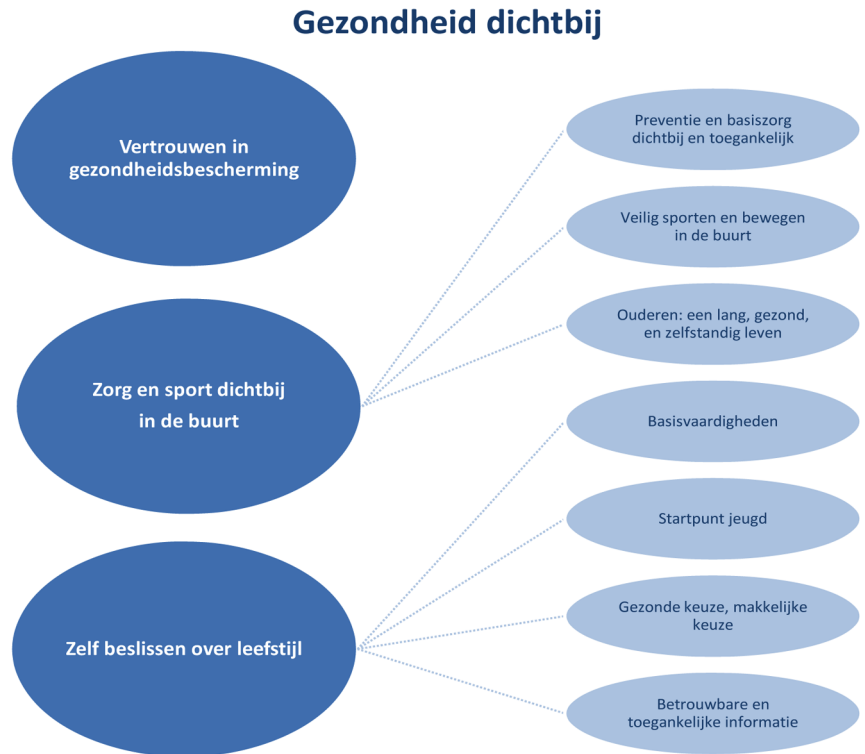 Gezondheid dichtbij
Vertrouwen in
gezondheidsbescherming
Zorg en sport dichtbij
in de buurt
Zelf beslissen over leefstijl
Preventie en basiszorg
dichtbij en toegankelijk
Veilig sporten en bewegen
in de buurt
Ouderen: een lang, gezond,
en zelfstandig leven
Basisvaardigheden
Startpunt jeugd
Gezonde keuze, makkelijke
keuze
Betrouwbare en
toegankelijke informatie